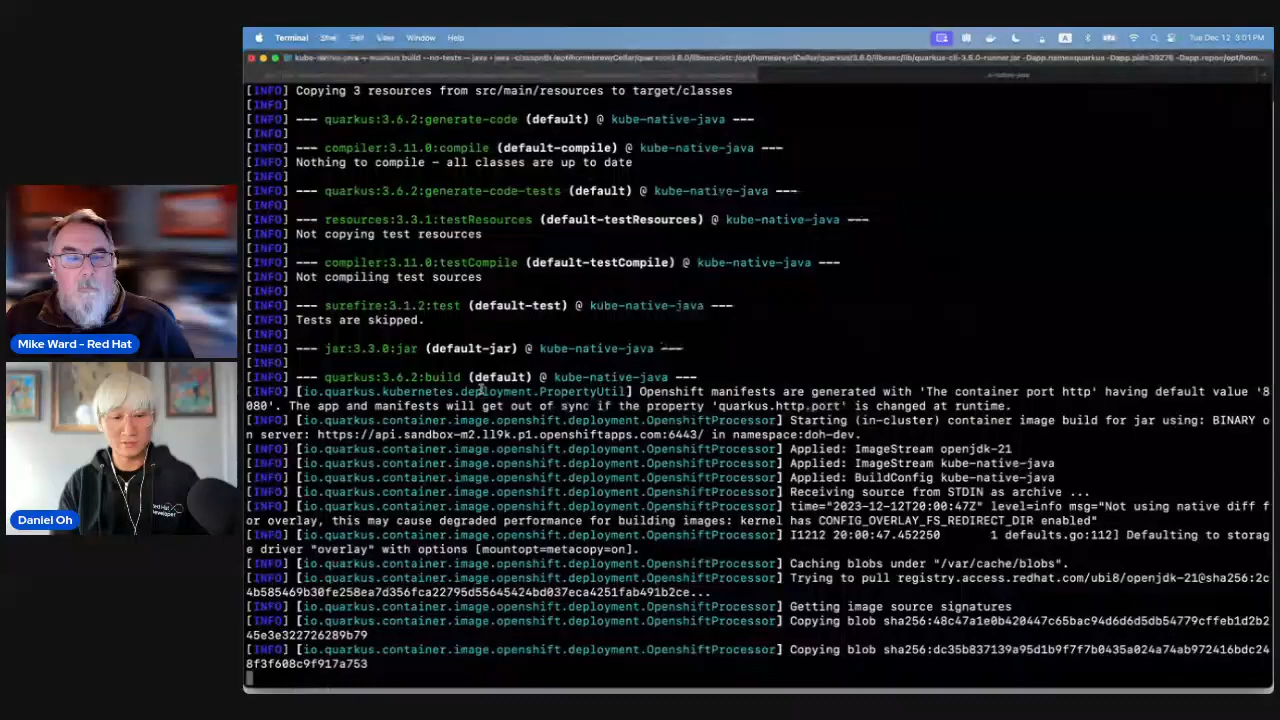 Terminal Shell Edit View Window Help
Tue Dec 12 3:01 PM
[INFO] Copying 3 resources from src/main/resources to target/classes
[INFO]
[INFO] --- quarkus:3.6.2:generate-code (default) @ kube-native-java ---
[INFO]
[INFO] --- compiler:3.11.0:compile (default-compile) @ kube-native-java ---
[INFO] Nothing to compile - all classes are up to date
[INFO]
[INFO] --- quarkus:3.6.2:generate-code-tests (default) @ kube-native-java ---
[INFO]
[INFO] --- resources:3.3.1:testResources (default-testResources) @ kube-native-java ---
[INFO] Not copying test resources
[INFO]
[INFO] --- compiler:3.11.0:testCompile (default-testCompile) @ kube-native-java ---
[INFO] Not compiling test sources
[INFO]
[INFO] --- surefire:3.1.2:test (default-test) @ kube-native-java ---
[INFO] Tests are skipped.
[INFO]
[INFO] --- jar:3.3.0:jar (default-jar) @ kube-native-java ---
[INFO]
[INFO] --- quarkus:3.6.2:build (default) @ kube-native-java ---
[INFO] [io.quarkus.kubernetes.deployment.PropertyUtil] Openshift manifests are generated with 'The container port http' having default value '8
080'. The app and manifests will get out of sync if the property 'quarkus.http.port' is changed at runtime.
[INFO] [io.quarkus.container.image.openshift.deployment.OpenshiftProcessor] Starting (in-cluster) container image build for jar using: BINARY o
n server: https://api.sandbox-m2.ll9k.p1.openshiftapps.com:6443/ in namespace:doh-dev.
[INFO] [io.quarkus.container.image.openshift.deployment.OpenshiftProcessor] Applied: ImageStream openjdk-21
[INFO] [io.quarkus.container.image.openshift.deployment.OpenshiftProcessor] Applied: ImageStream kube-native-java
[INFO] [io.quarkus.container.image.openshift.deployment.OpenshiftProcessor] Applied: BuildConfig kube-native-java
[INFO] [io.quarkus.container.image.openshift.deployment.OpenshiftProcessor] Receiving source from STDIN as archive ...
[INFO] [io.quarkus.container.image.openshift.deployment.OpenshiftProcessor] time="2023-12-12T20:00:47Z" level=info msg="Not using native diff f
or overlay, this may cause degraded performance for building images: kernel has CONFIG_OVERLAY_FS_REDIRECT_DIR enabled"
[INFO] [io.quarkus.container.image.openshift.deployment.OpenshiftProcessor] I1212 20:00:47.452250 1 defaults.go:112] Defaulting to storag
e driver "overlay" with options [mountopt=metacopy=on].
[INFO] [io.quarkus.container.image.openshift.deployment.OpenshiftProcessor] Caching blobs under "/var/cache/blobs".
[INFO] [io.quarkus.container.image.openshift.deployment.OpenshiftProcessor] Trying to pull registry.access.redhat.com/ubi8/openjdk-21@sha256:2c
4b585469b30fe258ea7d356fca22795d55645424bd037eca4251fab491b2ce...
[INFO] [io.quarkus.container.image.openshift.deployment.OpenshiftProcessor] Getting image source signatures
[INFO] [io.quarkus.container.image.openshift.deployment.OpenshiftProcessor] Copying blob sha256:48c47a1e0b420447c65bac94d6d6d5db54779cffeb1d2b2
45e3e322726289b79
[INFO] [io.quarkus.container.image.openshift.deployment.OpenshiftProcessor] Copying blob sha256:dc35b837139a95d1b9f7f7b0435a024a74ab972416bdc24
8f3f608c9f917a753
Mike Ward - Red Hat
Red Hat
Developer
Daniel Oh